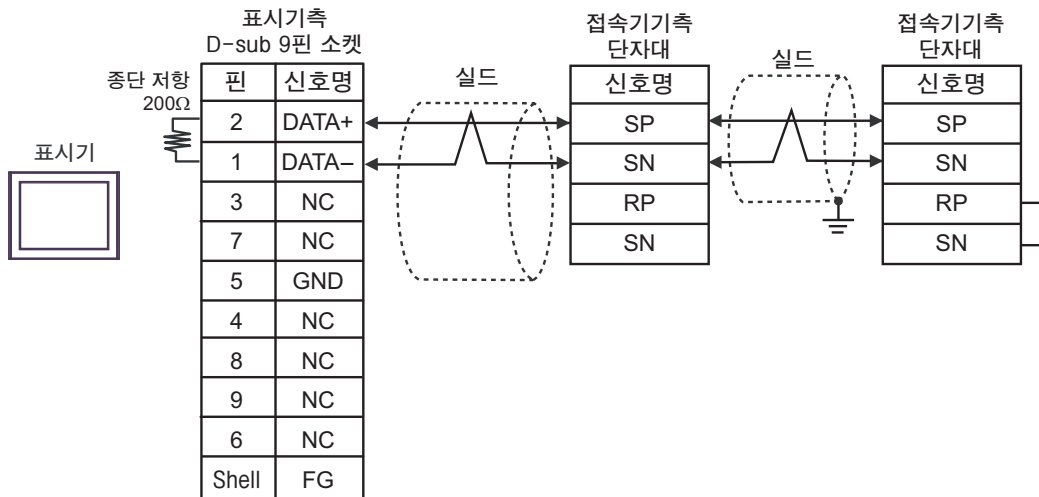 표시기측
D-sub 9핀 소켓
종단 저항
200Ω
표시기
핀 신호명
2 DATA+
1 DATA–
3 NC
7 NC
5 GND
4 NC
8 NC
9 NC
6 NC
Shell FG
실드
접속기기측
단자대
신호명
SP
SN
RP
SN
실드
접속기기측
단자대
신호명
SP
SN
RP
SN